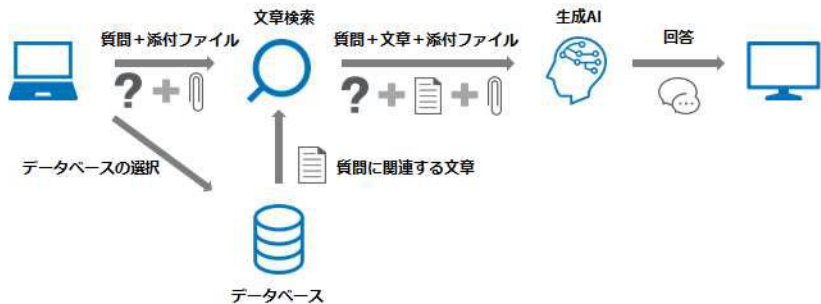 文章検索
生成AI
質問＋添付ファイル
質問＋文章＋添付ファイル
回答
?
?
データベースの選択
質問に関連する文章
データベース